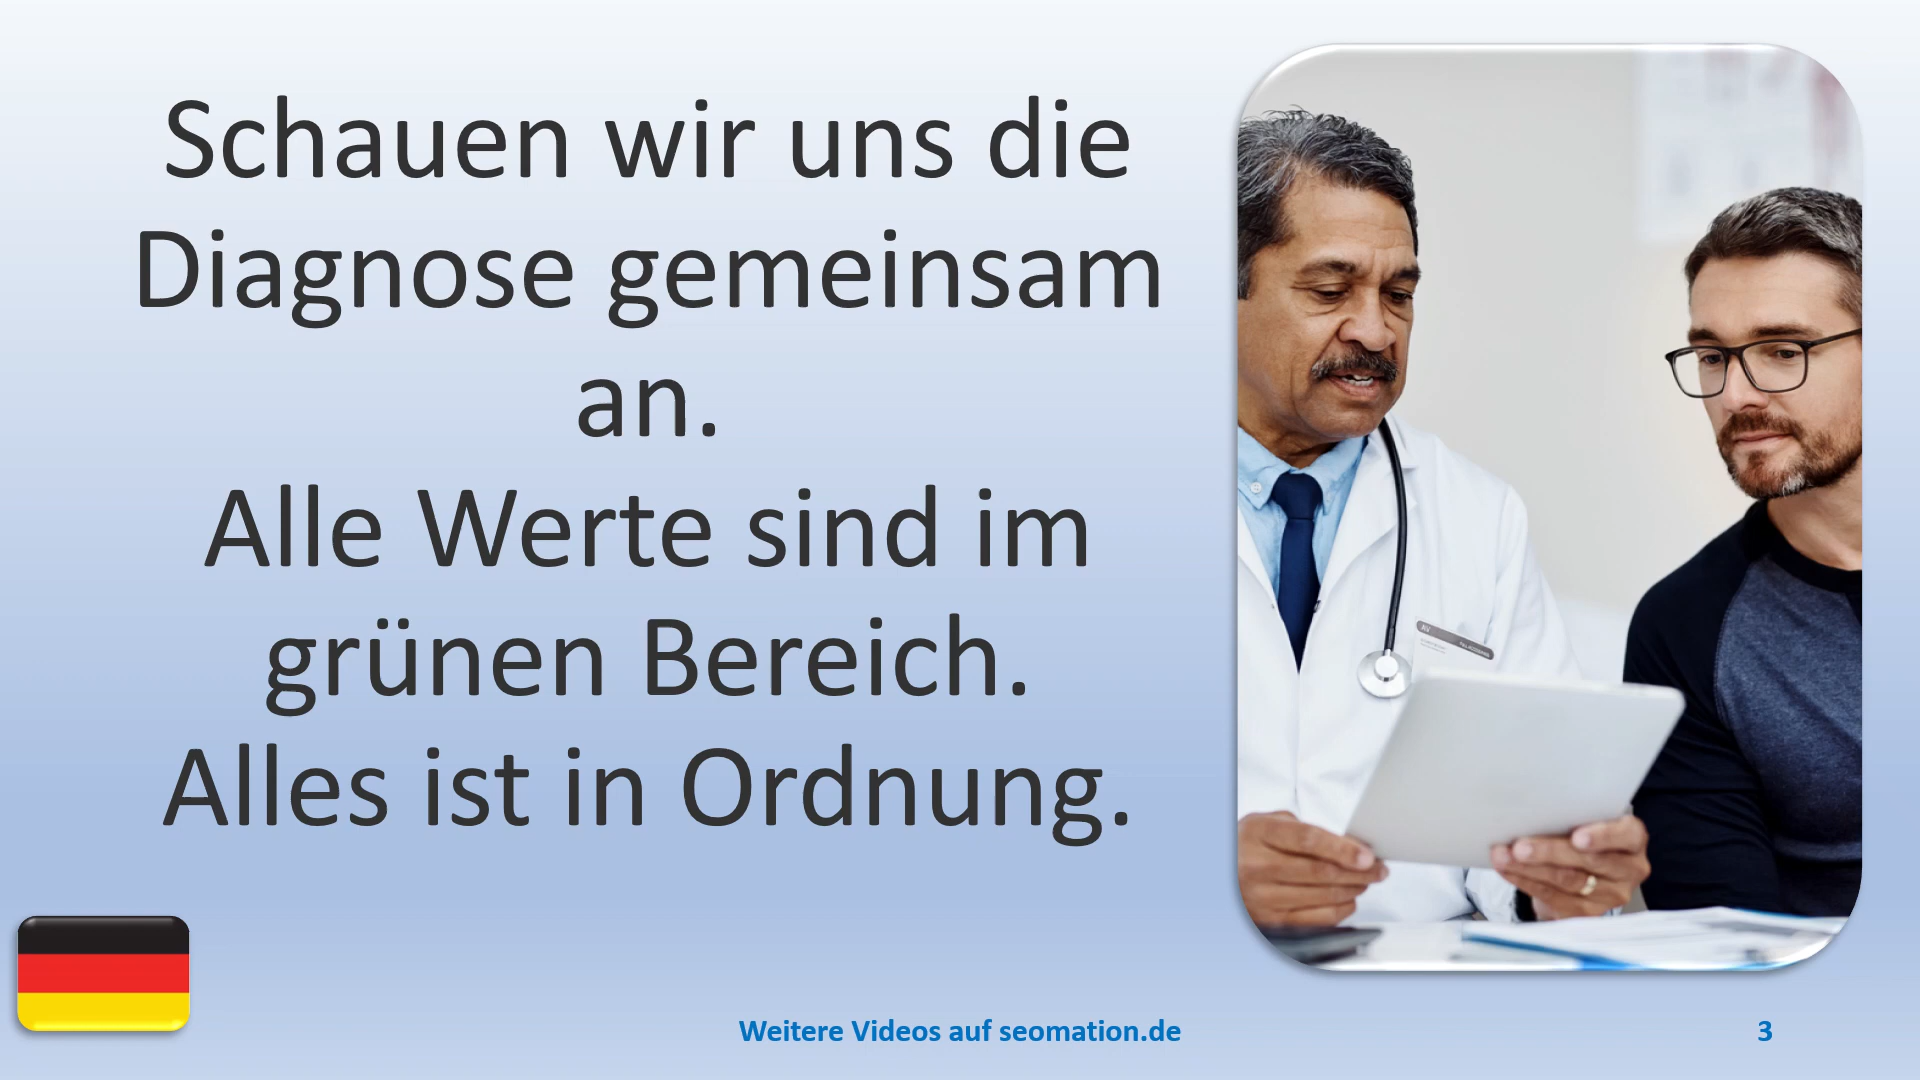 Schauen wir uns die
Diagnose gemeinsam
an.
Alle Werte sind im
grünen Bereich.
Alles ist in Ordnung.
Weitere Videos auf seomation.de
3